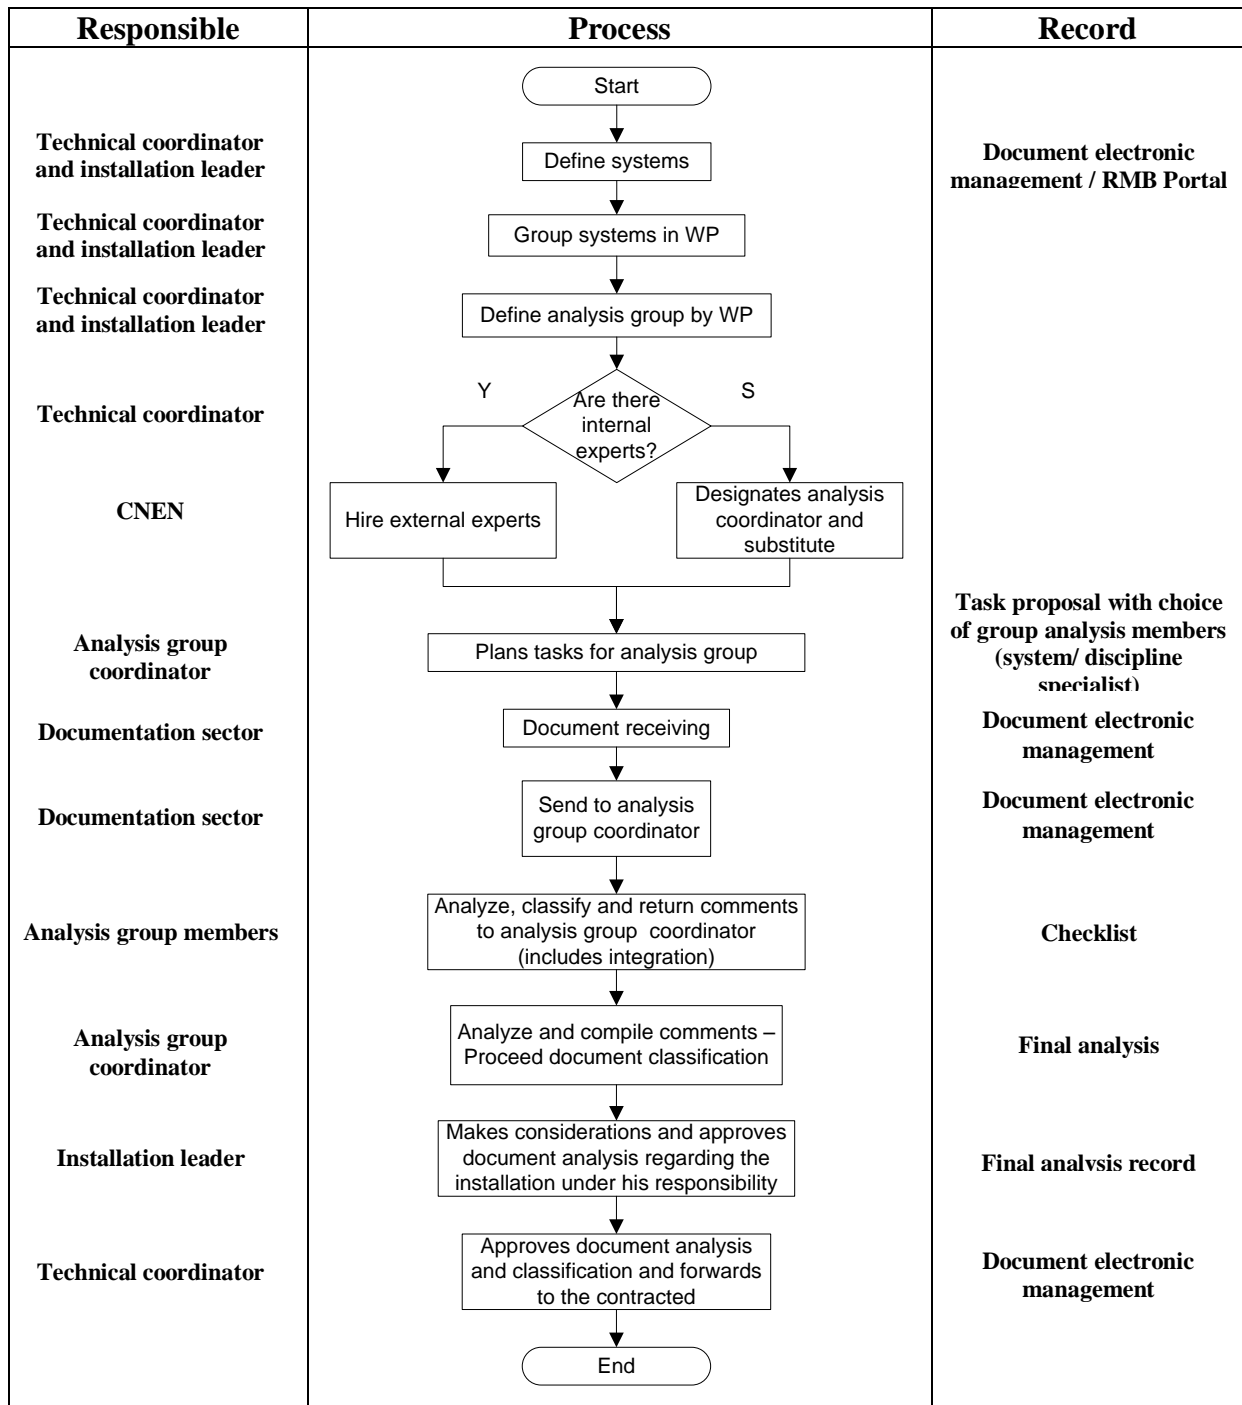 Responsible
Process
Record
Start
Technical coordinator
and installation leader
Define systems
Document electronic
management / RMB Portal
Technical coordinator
and installation leader
Group systems in WP
Technical coordinator
and installation leader
Define analysis group by WP
Technical coordinator
Y
Are there
internal
experts?
S
CNEN
Hire external experts
Designates analysis
coordinator and
substitute
Analysis group
coordinator
Plans tasks for analysis group
Task proposal with choice
of group analysis members
(system/ discipline
specialist)
Documentation sector
Document receiving
Document electronic
management
Documentation sector
Send to analysis
group coordinator
Document electronic
management
Analysis group members
Analyze, classify and return comments
to analysis group coordinator
(includes integration)
Checklist
Analysis group
coordinator
Analyze and compile comments –
Proceed document classification
Final analysis
Installation leader
Makes considerations and approves
document analysis regarding the
installation under his responsibility
Final analysis record
Technical coordinator
Approves document analysis
and classification and forwards
to the contracted
Document electronic
management
End